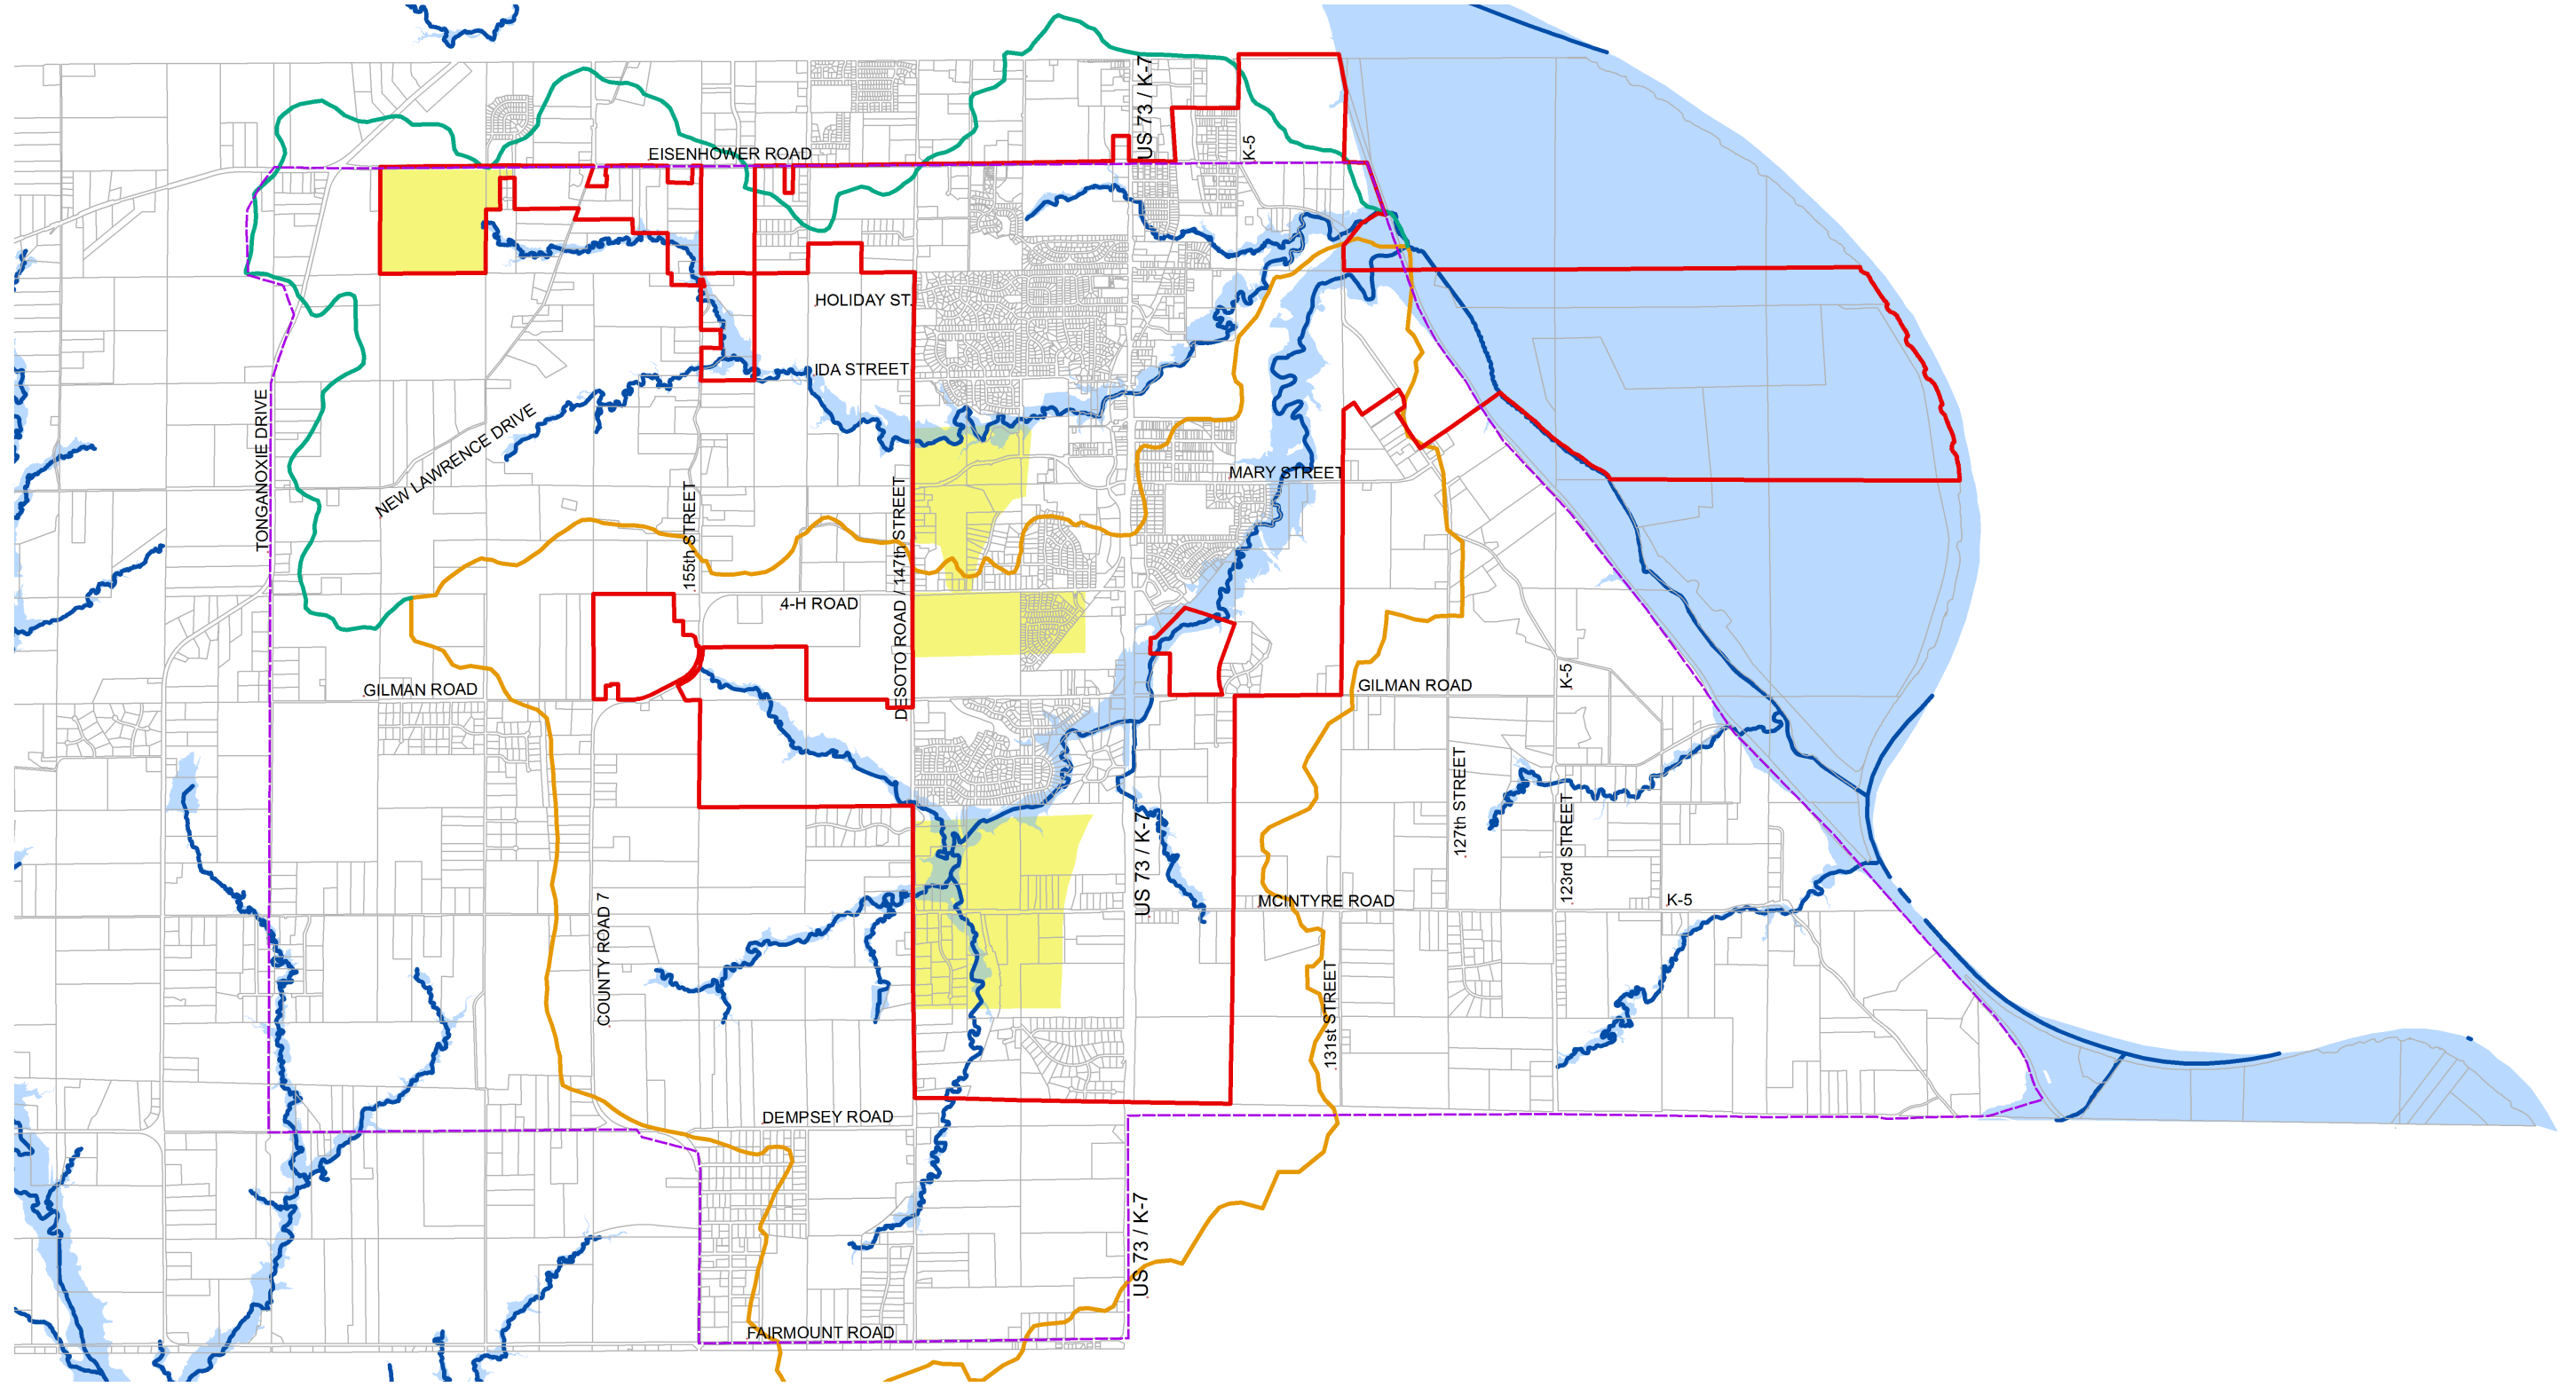 US 73 / K-7
K-5
EISENHOWER ROAD
HOLIDAY ST.
IDA STREET
TONGANOXIE DRIVE
NEW LAWRENCE DRIVE
155th STREET
DESOTO ROAD / 147th STREET
MARY STREET
4-H ROAD
GILMAN ROAD
GILMAN ROAD
K-5
127th STREET
123rd STREET
US 73 / K-7
COUNTY ROAD 7
MCINTYRE ROAD
K-5
131st STREET
DEMPSEY ROAD
US 73 / K-7
FAIRMOUNT ROAD